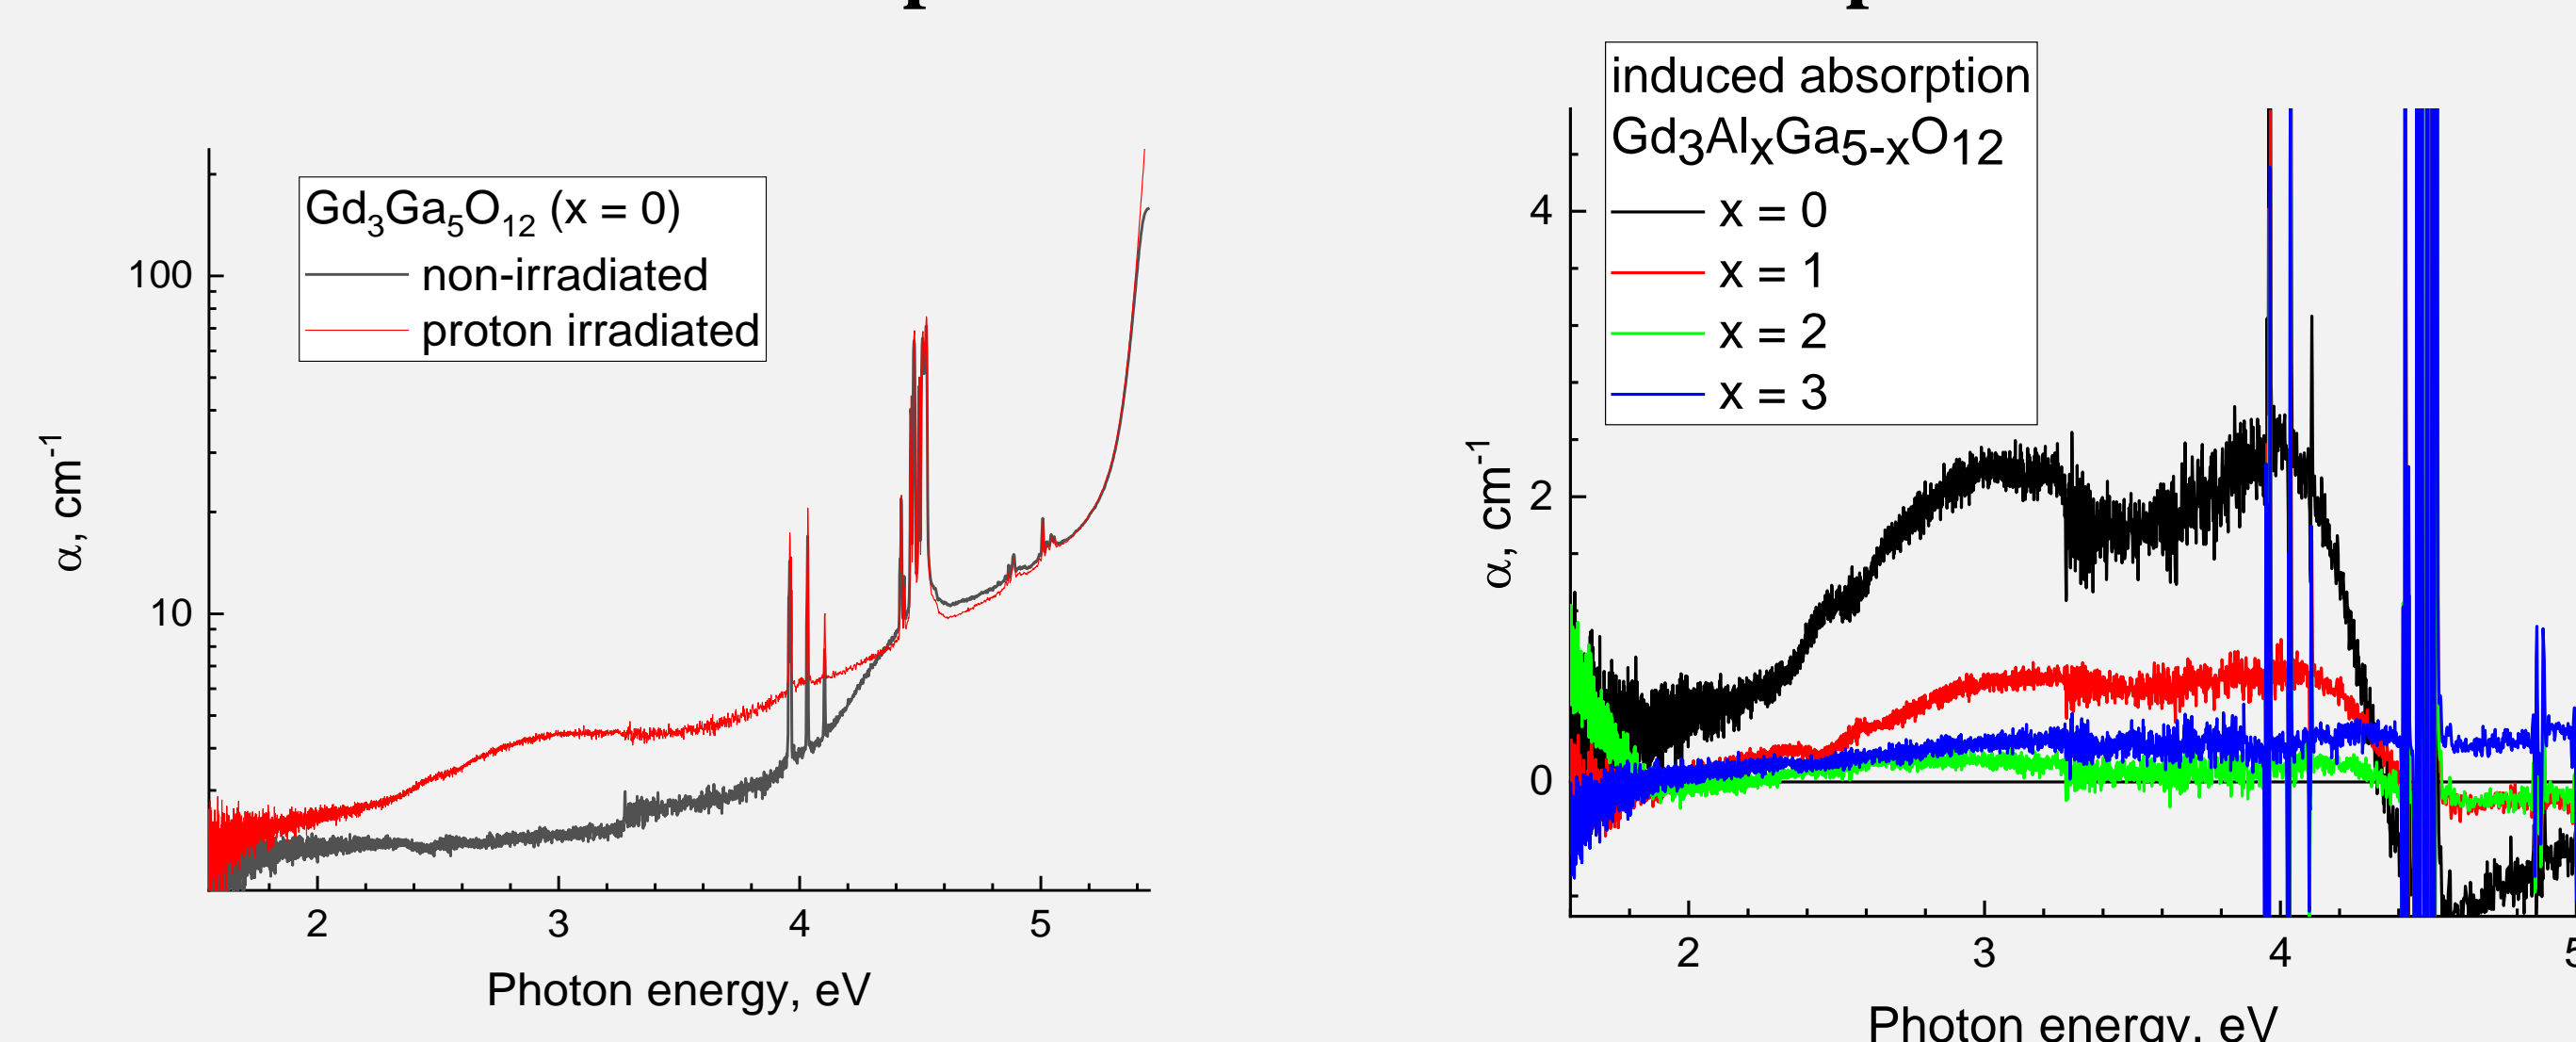 Gd3Ga5O12 (x = 0)
non-irradiated
proton irradiated
100
10
α, cm-1
2 3 4 5
Photon energy, eV
induced absorption
Gd3AlxGa5-xO12
x = 0
x = 1
x = 2
x = 3
4
2
0
α, cm-1
2 3 4 5
Photon energy, eV